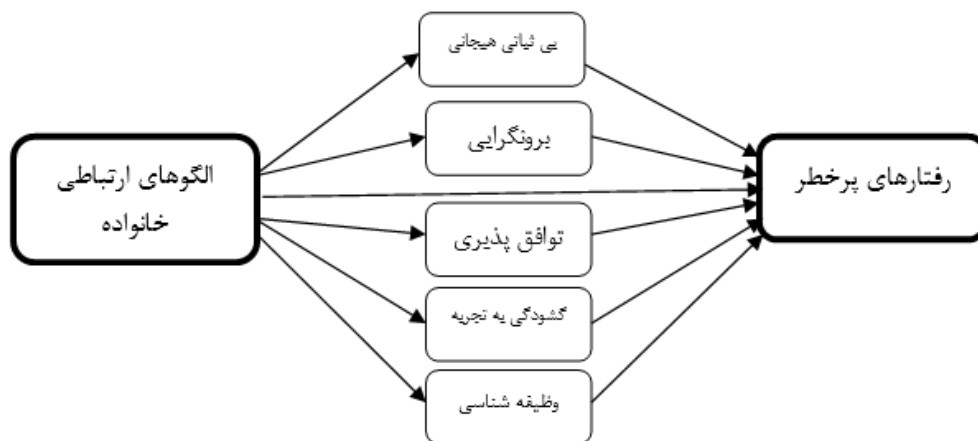 الگوهای ارتباطی
خانواده
بی ثباتی هیجانی
برونگرایی
توافق پذیری
گشودگی به تجربه
وظیفه شناسی
رفتارهای پرخطر